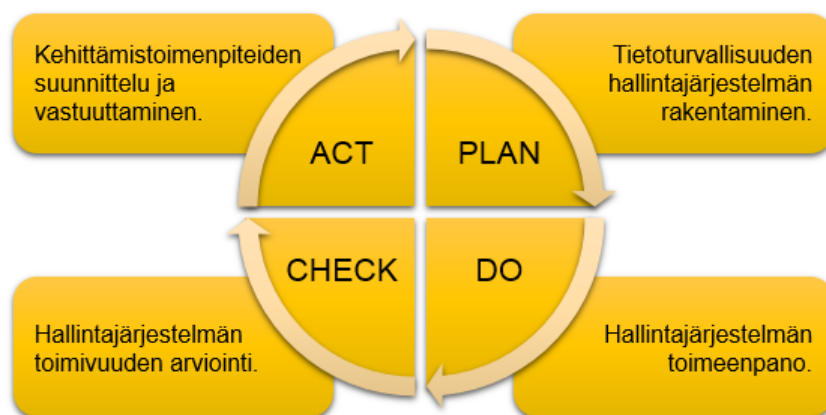 Kehittämistoimenpiteiden
suunnittelu ja
vastuuttaminen.
Tietoturvallisuuden
hallintajärjestelmän
rakentaminen.
ACT
PLAN
CHECK
DO
Hallintajärjestelmän
toimivuuden arviointi.
Hallintajärjestelmän
toimeenpano.